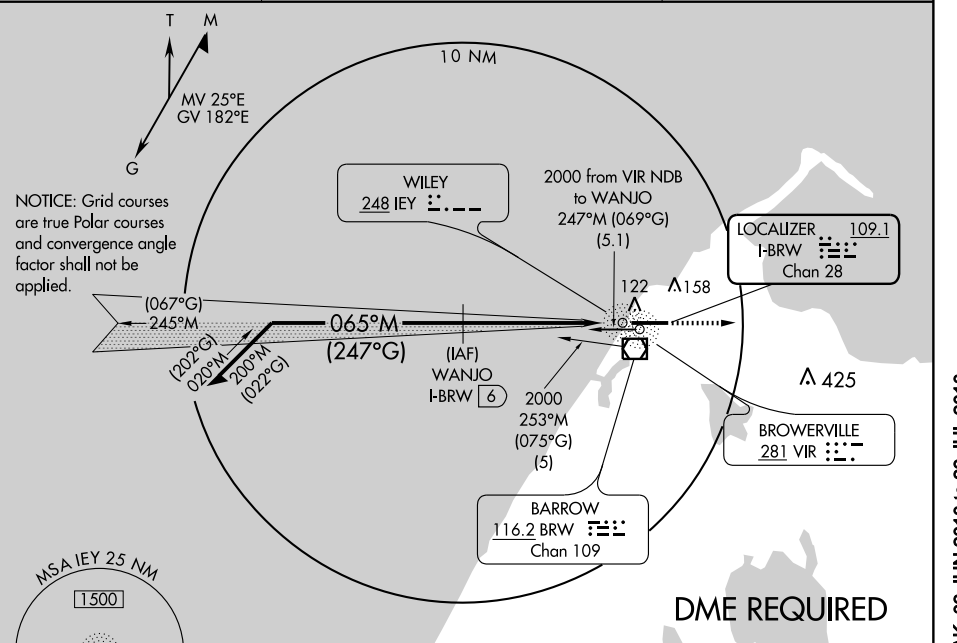 T M
MV 25°E
GV 182°E
G
NOTICE: Grid courses
are true Polar courses
and convergence angle
factor shall not be
applied.
10 NM
WILEY
248 IEY
2000 from VIR NDB
to WANJO
247°M (069°G)
(5.1)
LOCALIZER 109.1
I-BRW
Chan 28
122
158
(067°G)
245°M
065°M
(247°G)
(202°G)
020°M
200°M
(022°G)
(IAF)
WANJO
I-BRW 6
2000
253°M
(075°G)
(5)
425
BROWERVILLE
281 VIR
BARROW
116.2 BRW
Chan 109
MSA IEY 25 NM
1500
DME REQUIRED